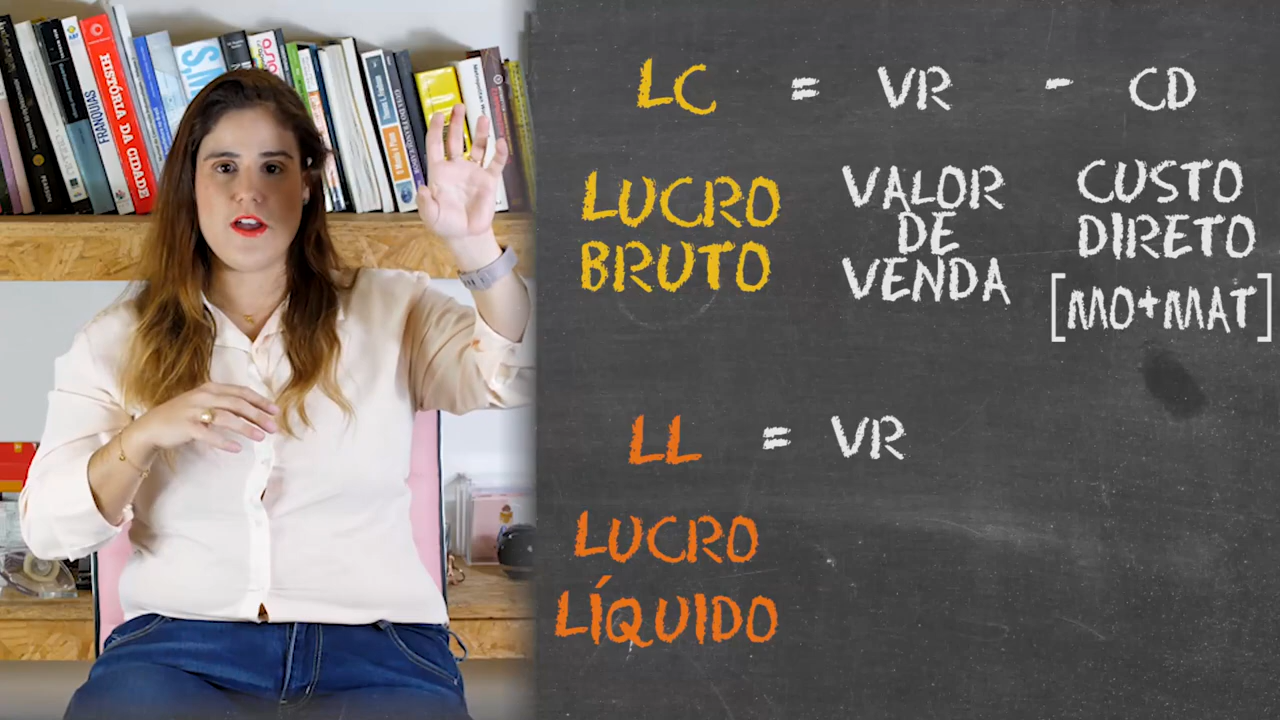 HISTÓRIA DA CIDADE
FRANQUIAS
LC = VR - CD
LUCRO
BRUTO
VALOR
DE
VENDA
CUSTO
DIRETO
[MO+MAT]
LL = VR
LUCRO
LÍQUIDO